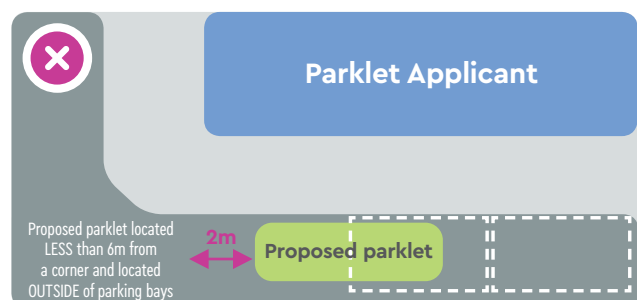 Parklet Applicant
Proposed parklet located
LESS than 6m from
a corner and located
OUTSIDE of parking bays
2m
Proposed parklet